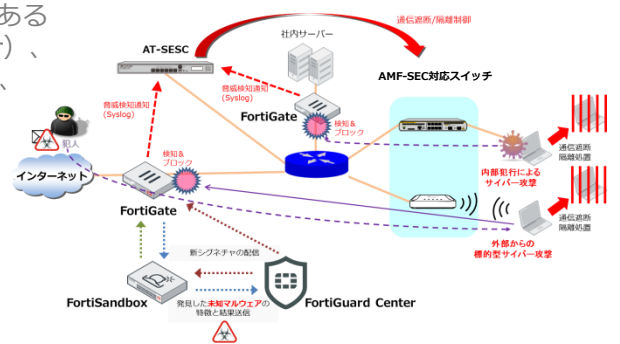 ある
)、
、
通信遮断/隔離制御
社内サーバー
AT-SESC
AMF-SEC対応スイッチ
脅威検知通知
(Syslog)
脅威検知通知
(Syslog)
FortiGate
検知&
ブロック
犯人
検知&
ブロック
インターネット
FortiGate
通信遮断
隔離処置
内部犯行による
サイバー攻撃
通信遮断
隔離処置
外部からの
標的型サイバー攻撃
新シグネチャの配信
FortiSandbox
発見した未知マルウェアの
特徴と結果送信
FortiGuard Center